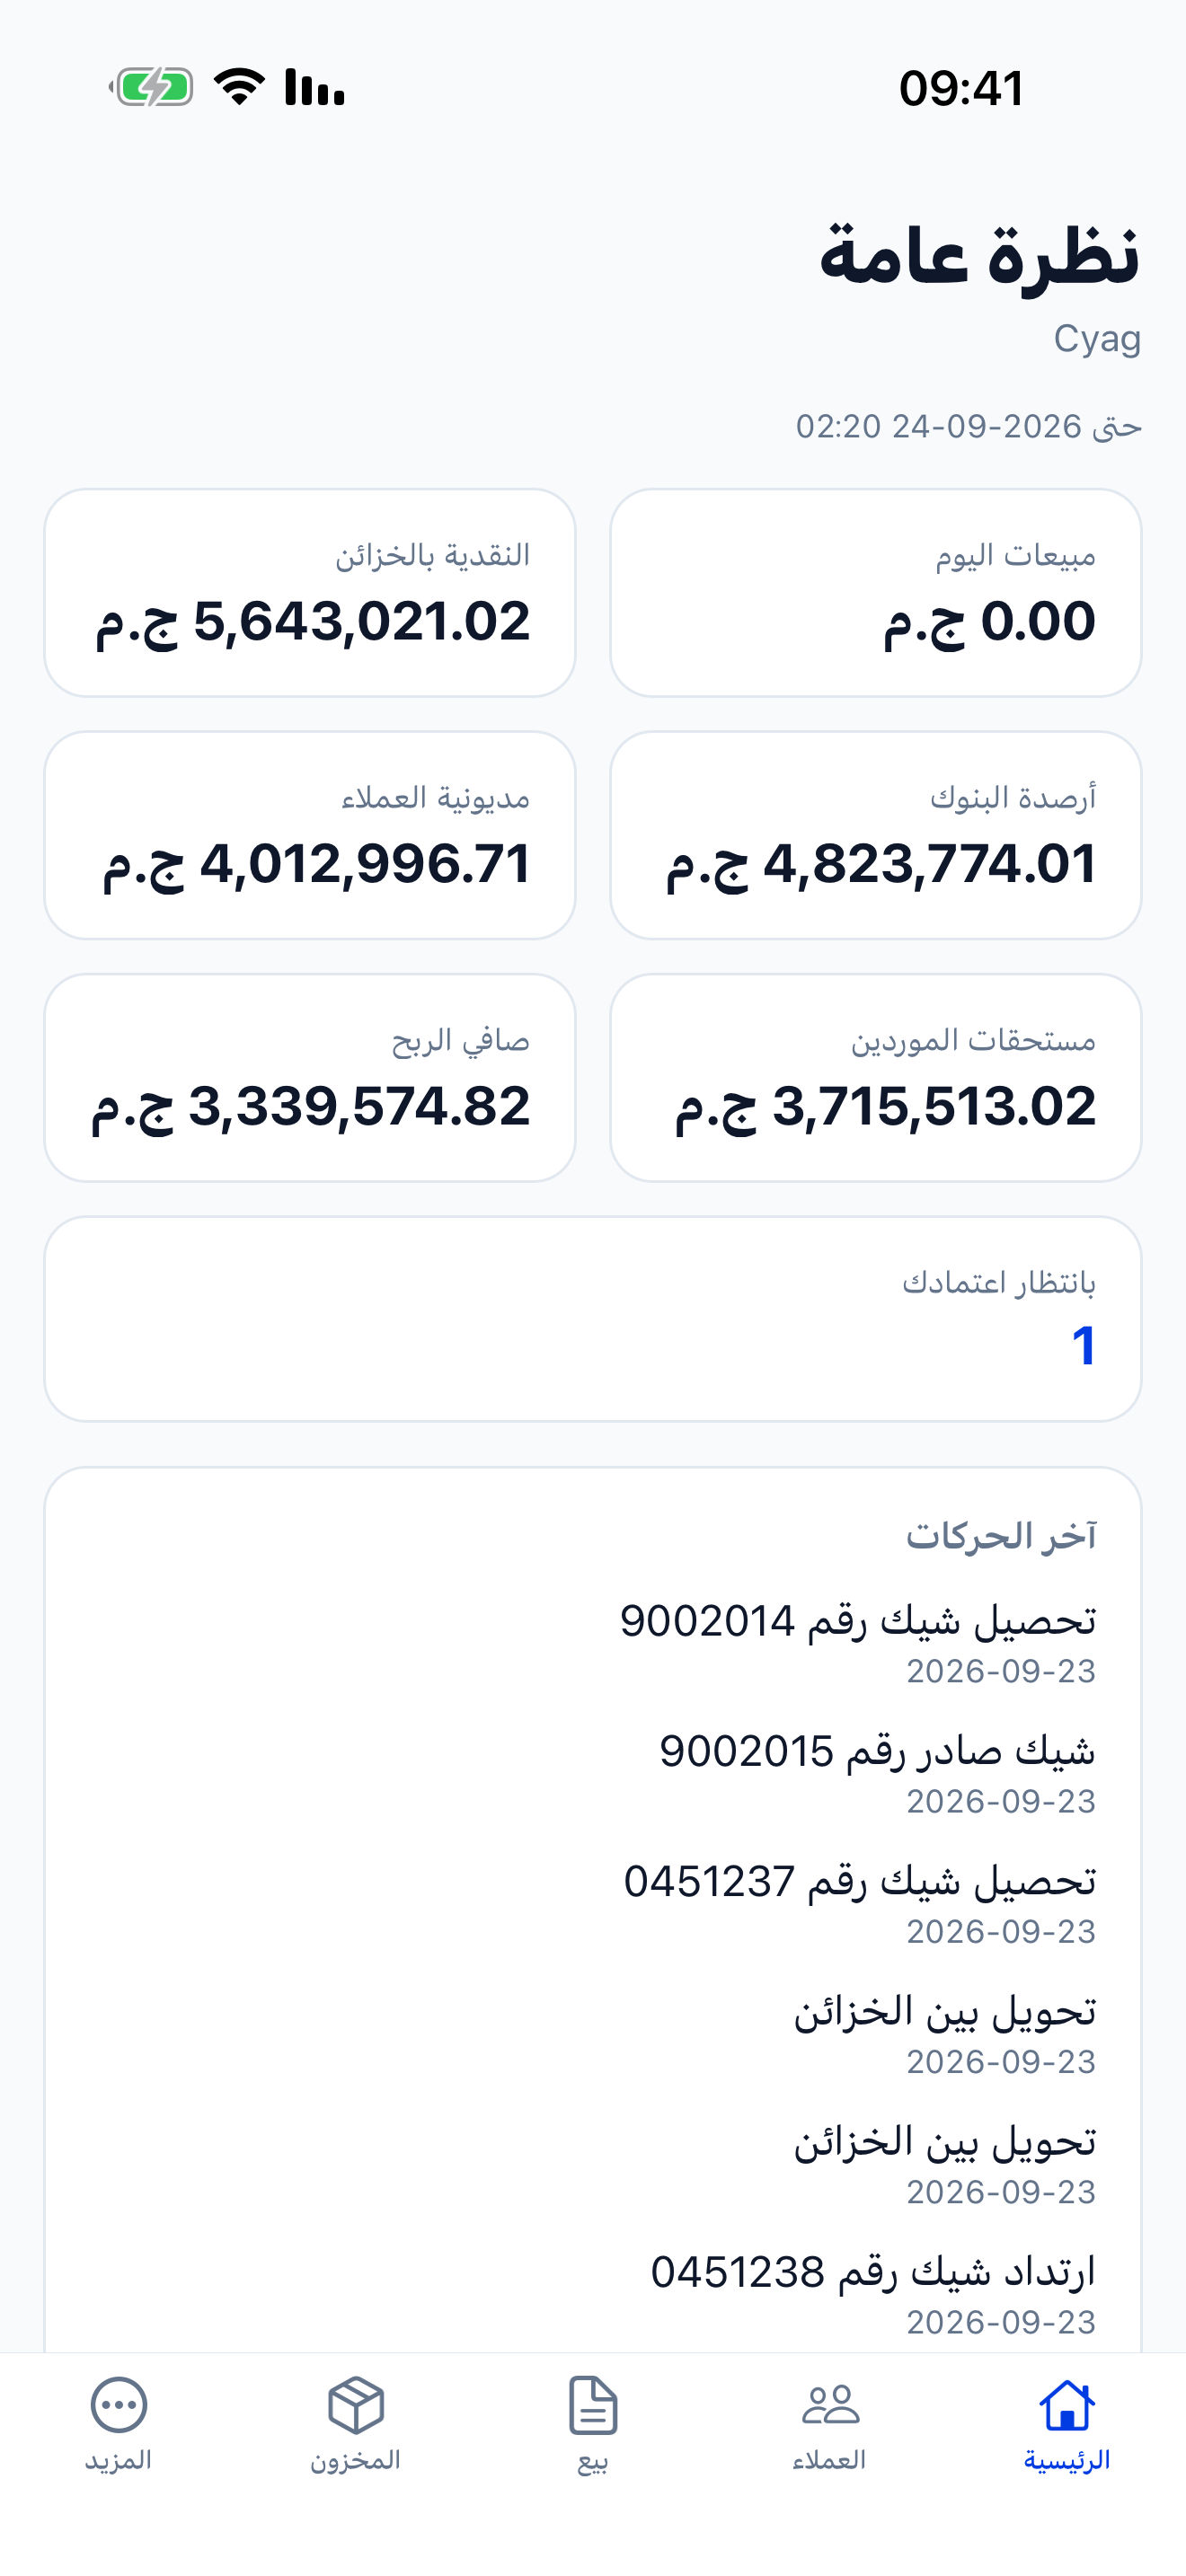 09:41
نظرة عامة
Cyag
حتى 2026-09-24 02:20
مبيعات اليوم
0.00 ج.م
النقدية بالخزائن
5,643,021.02 ج.م
أرصدة البنوك
4,823,774.01 ج.م
مديونية العملاء
4,012,996.71 ج.م
مستحقات الموردين
3,715,513.02 ج.م
صافي الربح
3,339,574.82 ج.م
بانتظار اعتمادك
1
آخر الحركات
تحصيل شيك رقم 9002014
2026-09-23
شيك صادر رقم 9002015
2026-09-23
تحصيل شيك رقم 0451237
2026-09-23
تحويل بين الخزائن
2026-09-23
تحويل بين الخزائن
2026-09-23
ارتداد شيك رقم 0451238
2026-09-23
الرئيسية
العملاء
بيع
المخزون
المزيد